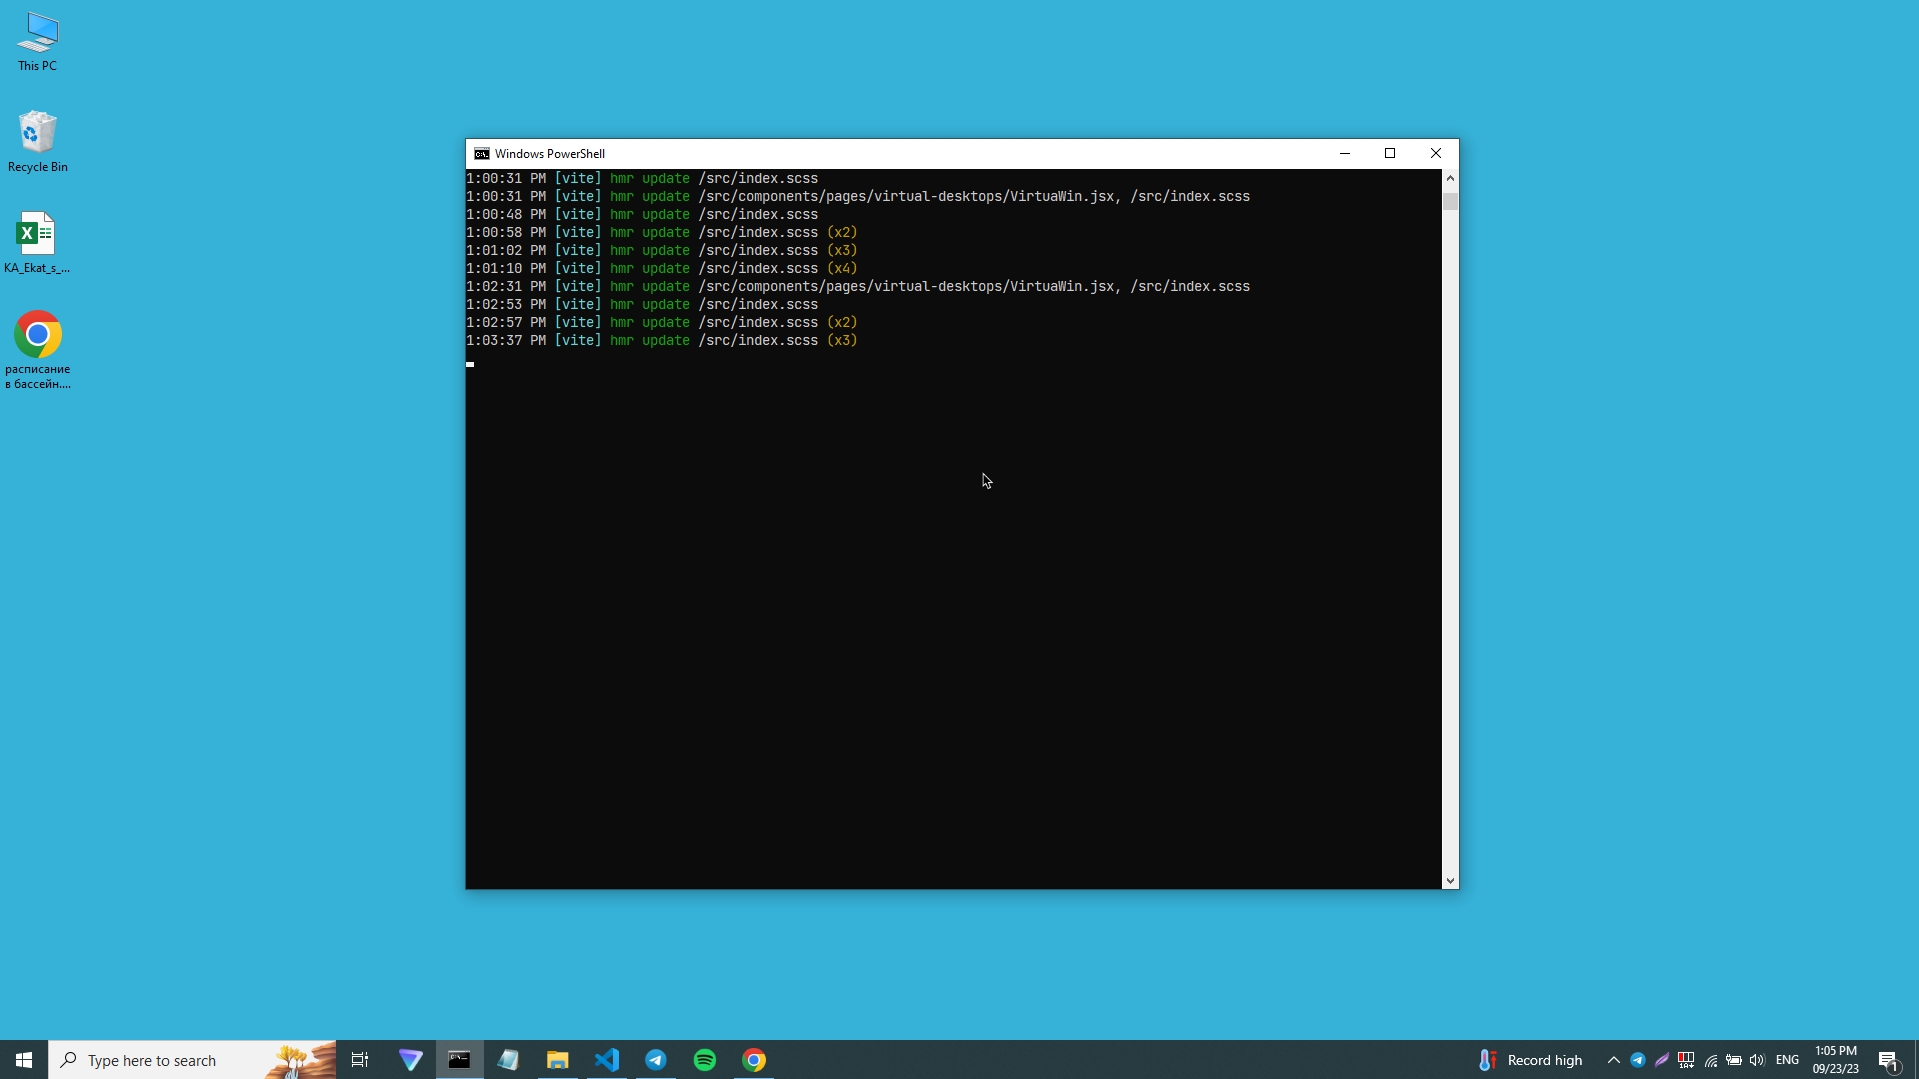 This PC
Recycle Bin
KA_Ekat_s_...
расписание
в бассейн....
Windows PowerShell
1:00:31 PM [vite] hmr update /src/index.scss
1:00:31 PM [vite] hmr update /src/components/pages/virtual-desktops/VirtuaWin.jsx, /src/index.scss
1:00:48 PM [vite] hmr update /src/index.scss
1:00:58 PM [vite] hmr update /src/index.scss (x2)
1:01:02 PM [vite] hmr update /src/index.scss (x3)
1:01:10 PM [vite] hmr update /src/index.scss (x4)
1:02:31 PM [vite] hmr update /src/components/pages/virtual-desktops/VirtuaWin.jsx, /src/index.scss
1:02:53 PM [vite] hmr update /src/index.scss
1:02:57 PM [vite] hmr update /src/index.scss (x2)
1:03:37 PM [vite] hmr update /src/index.scss (x3)
Type here to search
Record high
ENG
1:05 PM
09/23/23
1